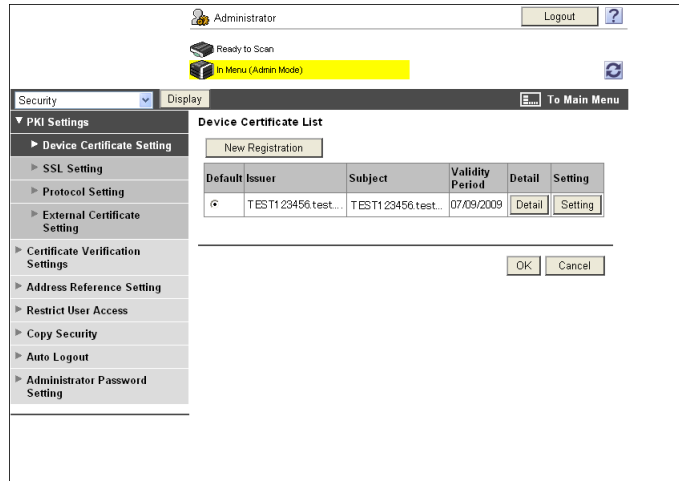 Administrator
Logout
?
Ready to Scan
In Menu (Admin Mode)
Security
Display
To Main Menu
PKI Settings
Device Certificate Setting
SSL Setting
Protocol Setting
External Certificate
Setting
Certificate Verification
Settings
Address Reference Setting
Restrict User Access
Copy Security
Auto Logout
Administrator Password
Setting
Device Certificate List
New Registration
Default Issuer Subject Validity Period Detail Setting
TEST123456.test.... TEST123456.test... 07/09/2009 Detail Setting
OK Cancel